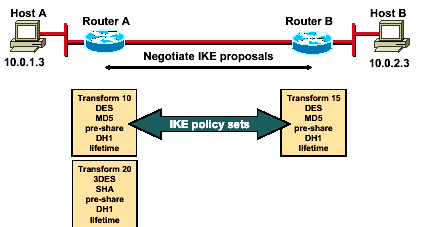 Host A
Router A
Router B
Host B
10.0.1.3
Negotiate IKE proposals
10.0.2.3
Transform 10
DES
MD5
pre-share
DH1
lifetime
IKE policy sets
Transform 15
DES
MD5
pre-share
DH1
lifetime
Transform 20
3DES
SHA
pre-share
DH1
lifetime